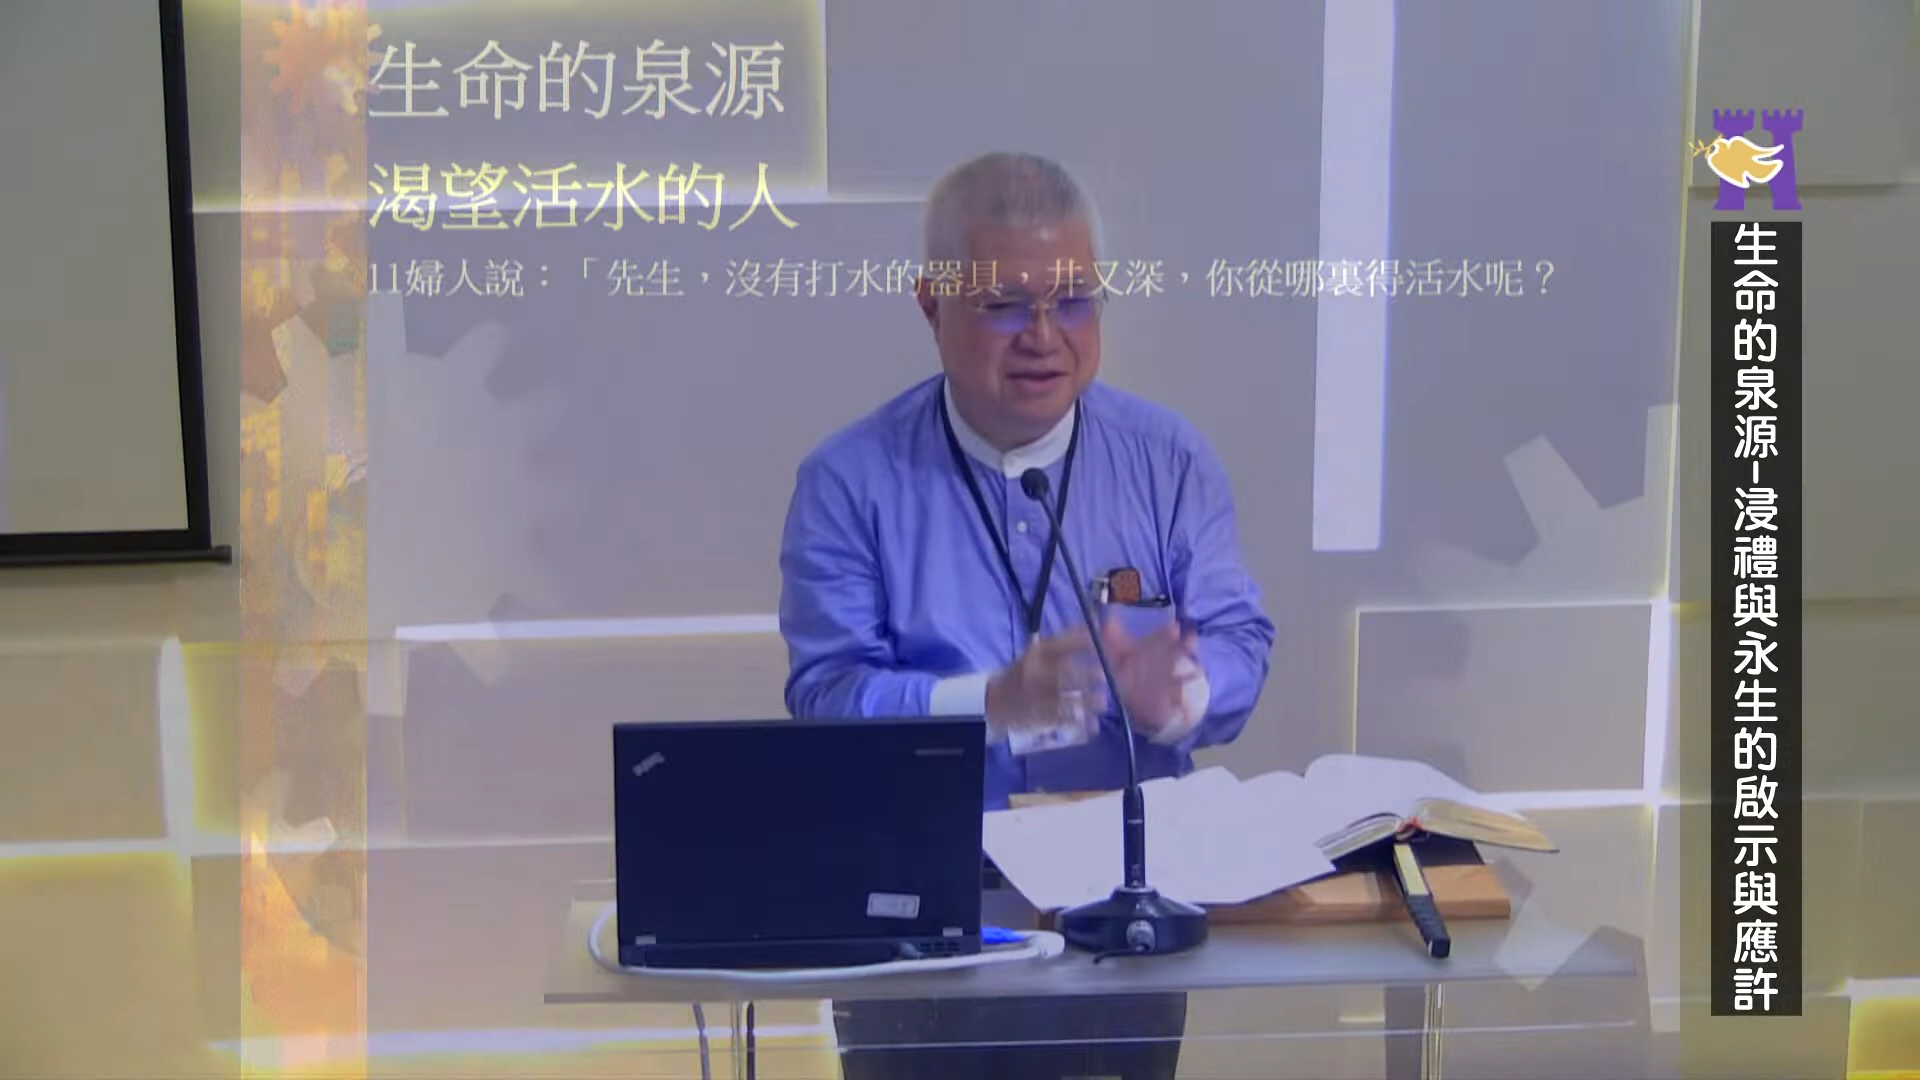 生命的泉源
渴望活水的人
11婦人說：「先生，沒有打水的器具，井又深，你從哪裏得活水呢？
生命的泉源-浸禮與永生的啟示與應許